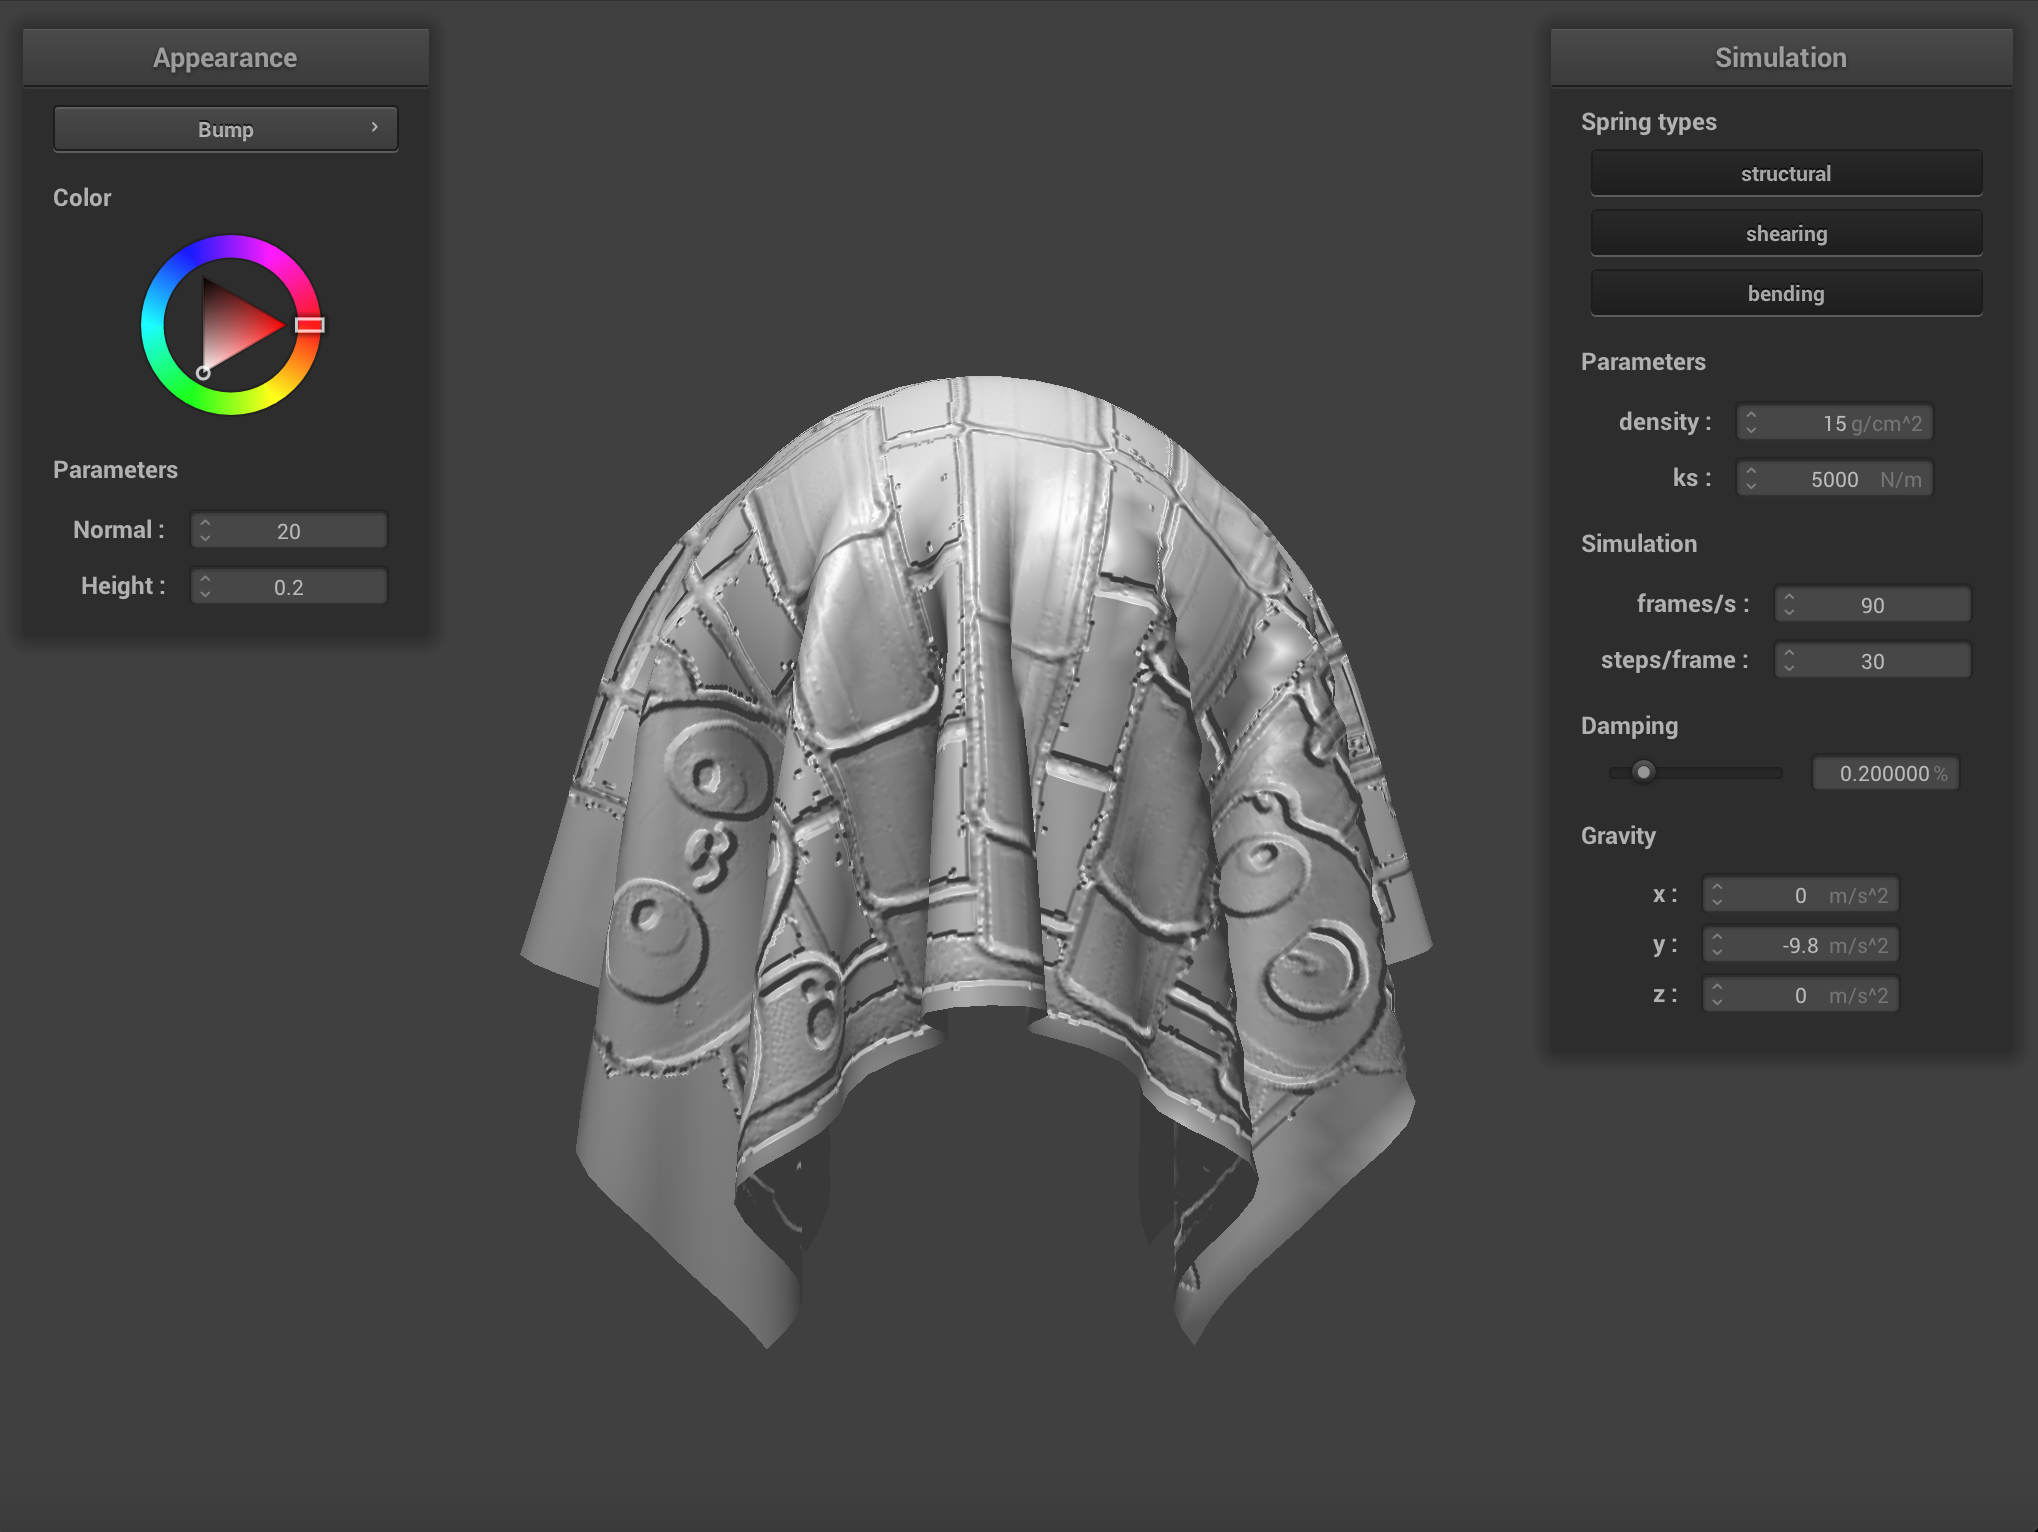 Appearance
Bump
Color
Parameters
Normal : 20
Height : 0.2
Simulation
Spring types
structural
shearing
bending
Parameters
density : 15 g/cm^2
ks : 5000 N/m
Simulation
frames/s : 90
steps/frame : 30
Damping
0.200000 %
Gravity
x : 0 m/s^2
y : -9.8 m/s^2
z : 0 m/s^2